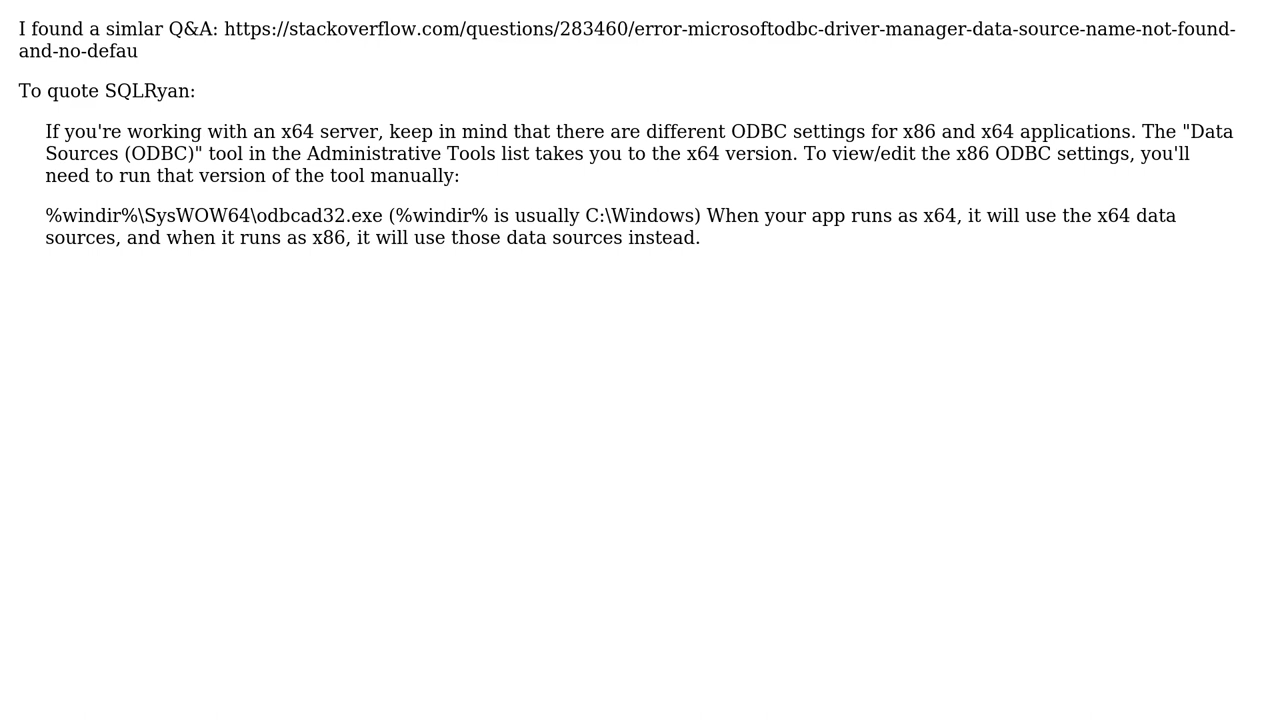 I found a simlar Q&A: https://stackoverflow.com/questions/283460/error-microsoftodbc-driver-manager-data-source-name-not-found-
and-no-defau
To quote SQLRyan:
If you're working with an x64 server, keep in mind that there are different ODBC settings for x86 and x64 applications. The "Data
Sources (ODBC)" tool in the Administrative Tools list takes you to the x64 version. To view/edit the x86 ODBC settings, you'll
need to run that version of the tool manually:
%windir%\SysWOW64\odbcad32.exe (%windir% is usually C:\Windows) When your app runs as x64, it will use the x64 data
sources, and when it runs as x86, it will use those data sources instead.